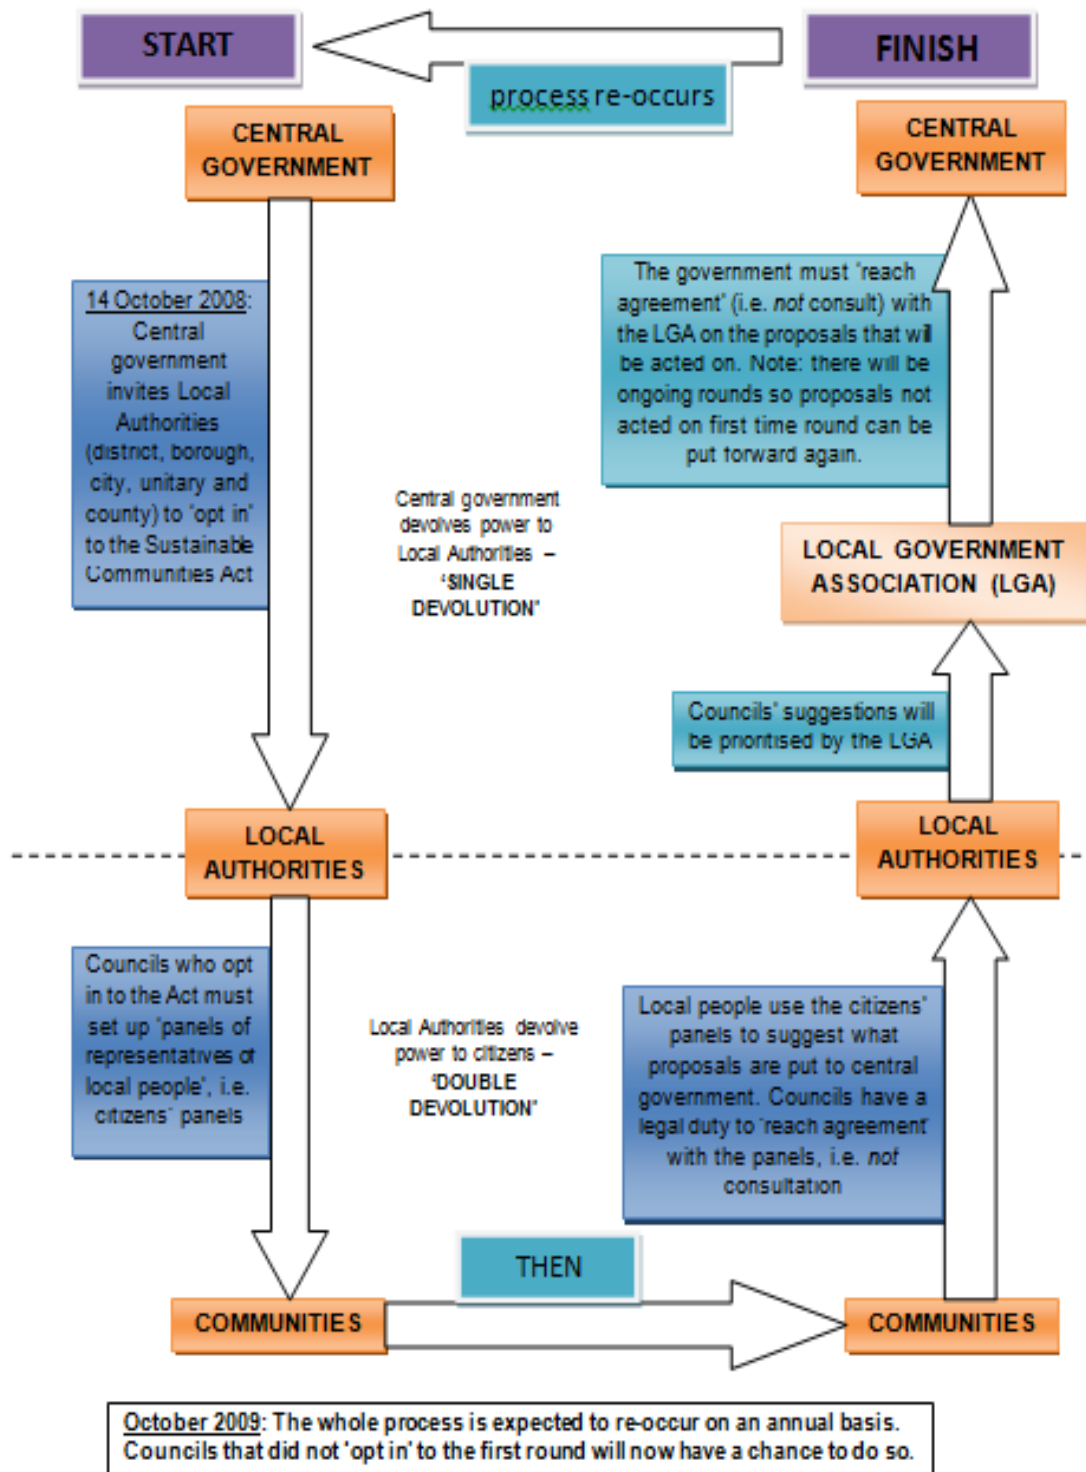 START
FINISH
process re-occurs
CENTRAL
GOVERNMENT
CENTRAL
GOVERNMENT
14 October 2008:
Central
government
invites Local
Authorities
(district, borough,
city, unitary and
county) to 'opt in'
to the Sustainable
Communities Act
The government must 'reach
agreement' (i.e. not consult) with
the LGA on the proposals that will
be acted on. Note: there will be
ongoing rounds so proposals not
acted on first time round can be
put forward again.
Central government
devolves power to
Local Authorities –
'SINGLE
DEVOLUTION'
LOCAL GOVERNMENT
ASSOCIATION (LGA)
Councils' suggestions will
be prioritised by the LGA
LOCAL
AUTHORITIES
LOCAL
AUTHORITIES
Councils who opt
in to the Act must
set up 'panels of
representatives of
local people', i.e.
citizens' panels
Local Authorities devolve
power to citizens –
'DOUBLE
DEVOLUTION'
Local people use the citizens'
panels to suggest what
proposals are put to central
government. Councils have a
legal duty to 'reach agreement'
with the panels, i.e. not
consultation
THEN
COMMUNITIES
COMMUNITIES
October 2009: The whole process is expected to re-occur on an annual basis.
Councils that did not 'opt in' to the first round will now have a chance to do so.